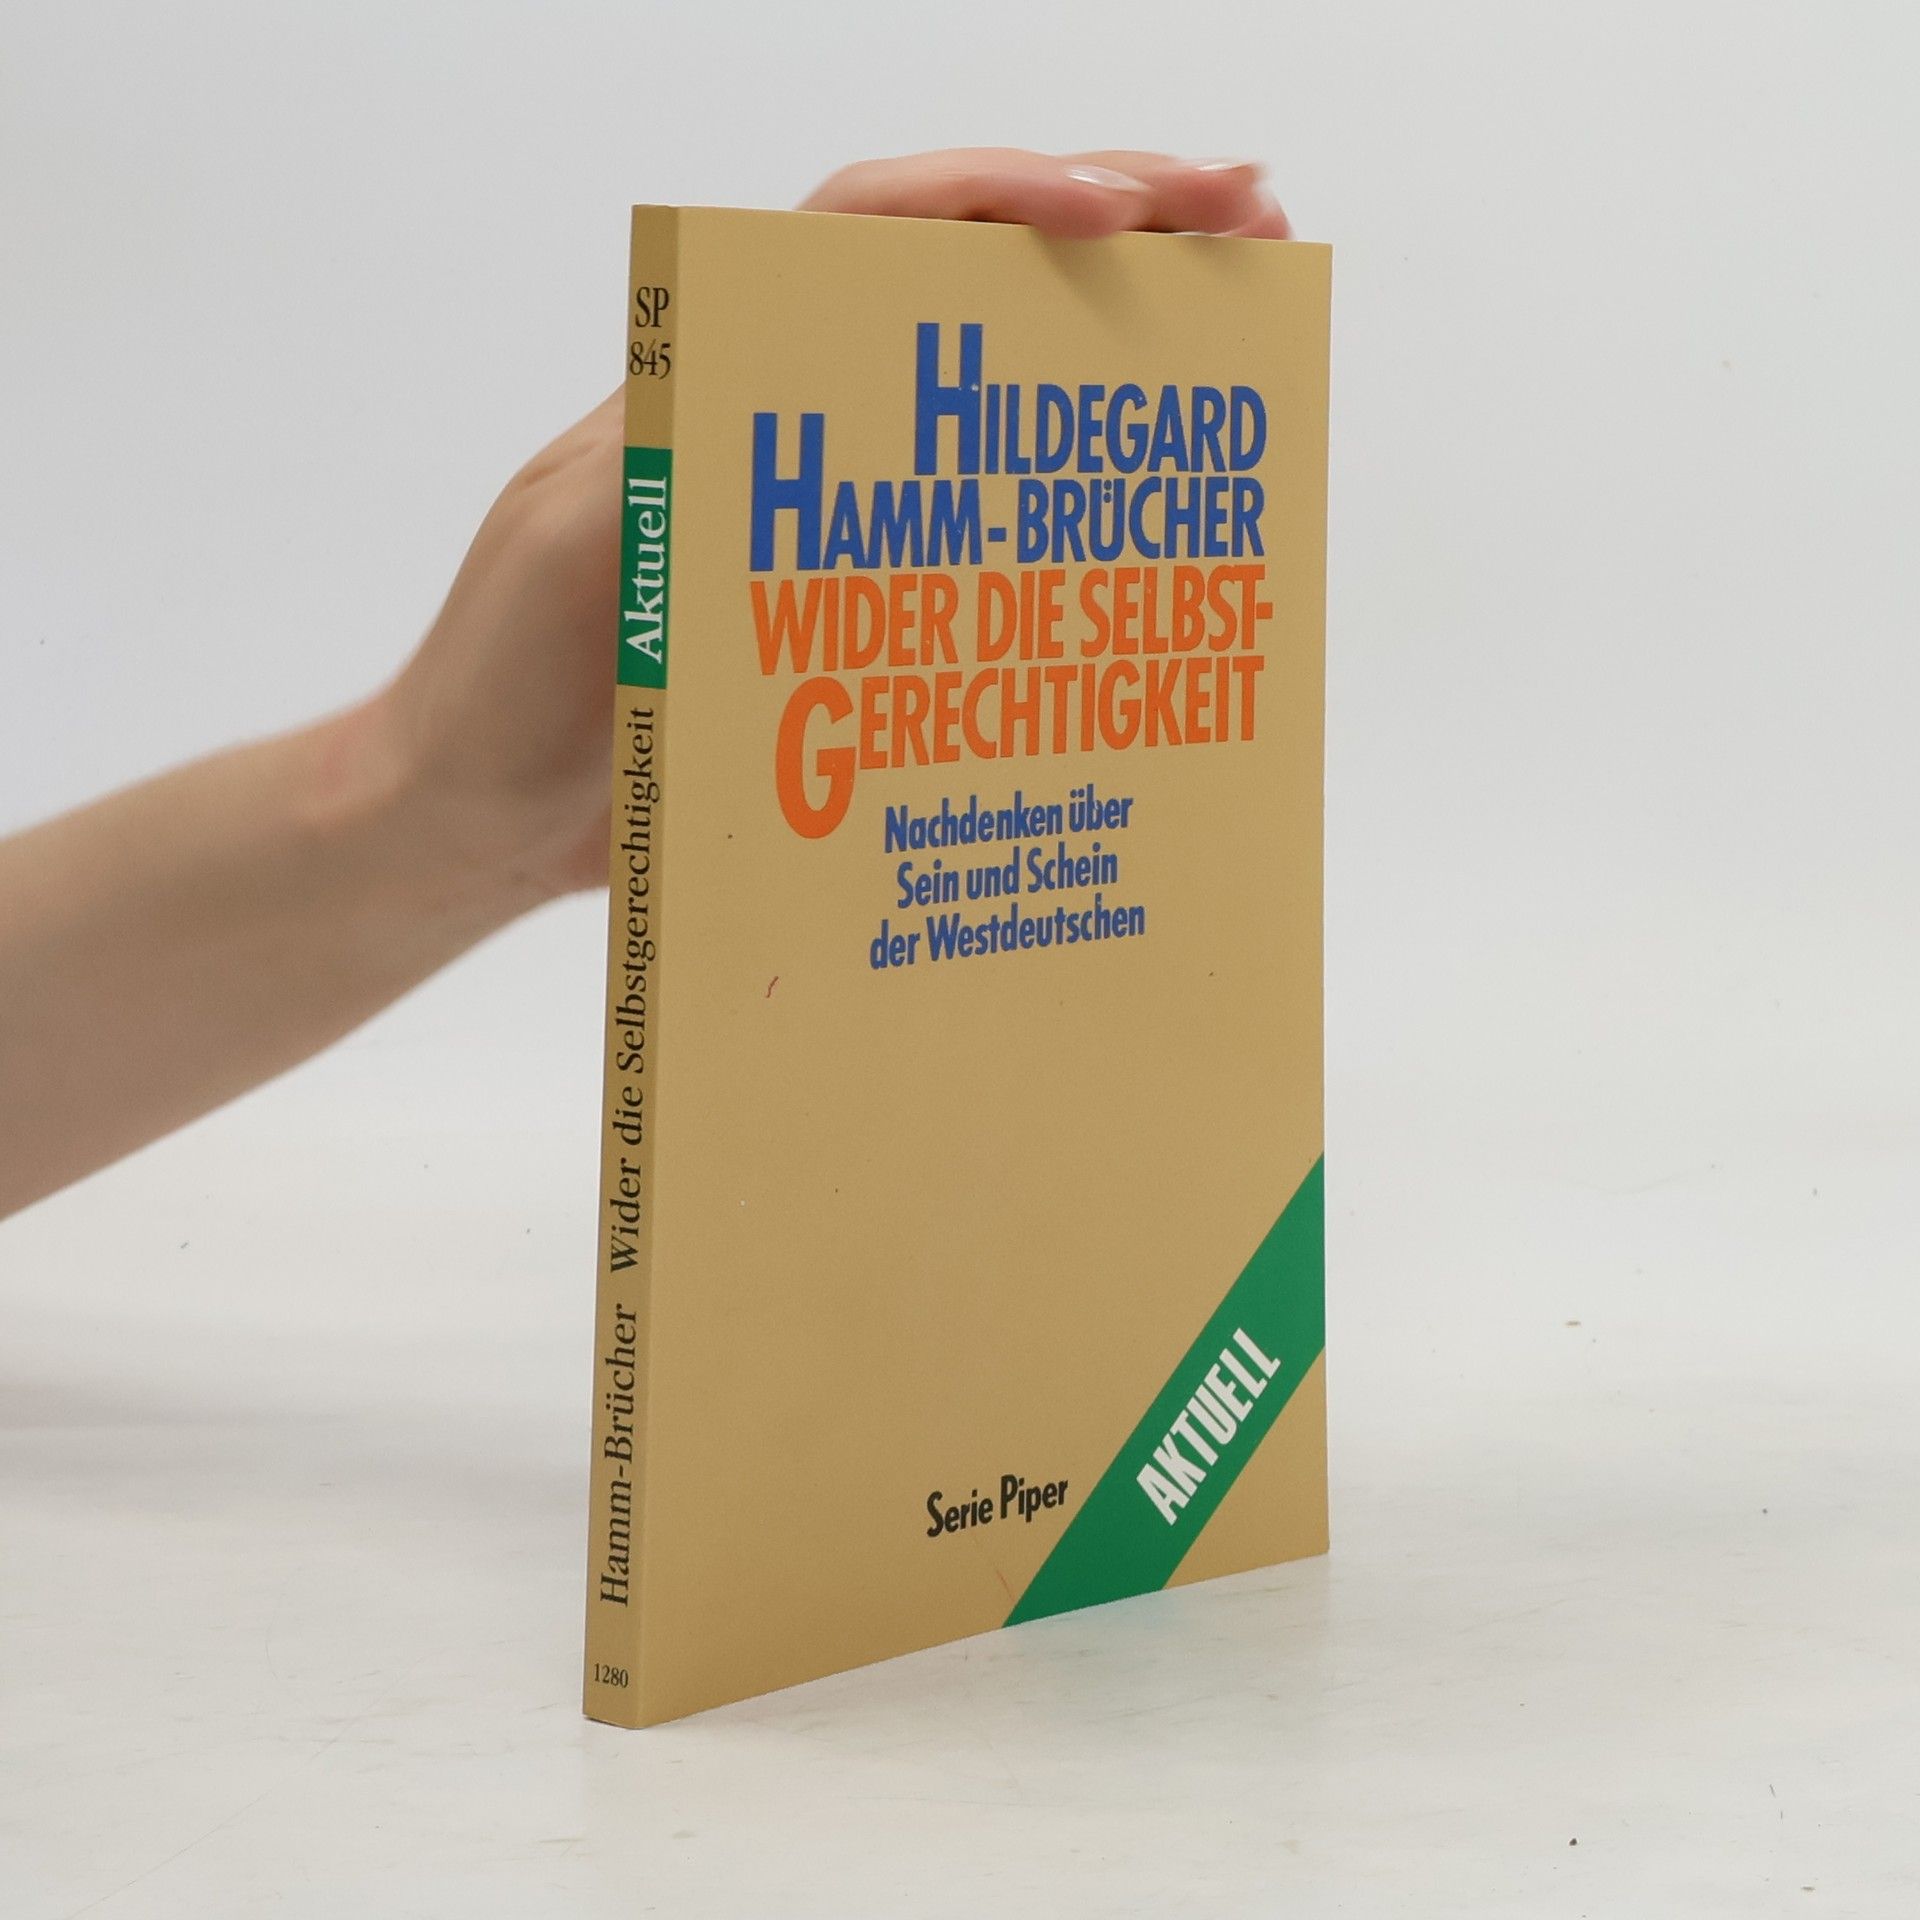 SP
845
Aktuell
Hamm-Brücher Wider die Selbstgerechtigkeit
1280
HILDEGARD
HAMM-BRÜCHER
WIDER DIE SELBST-
GERECHTIGKEIT
Nachdenken über
Sein und Schein
der Westdeutschen
Serie Piper
AKTUELL